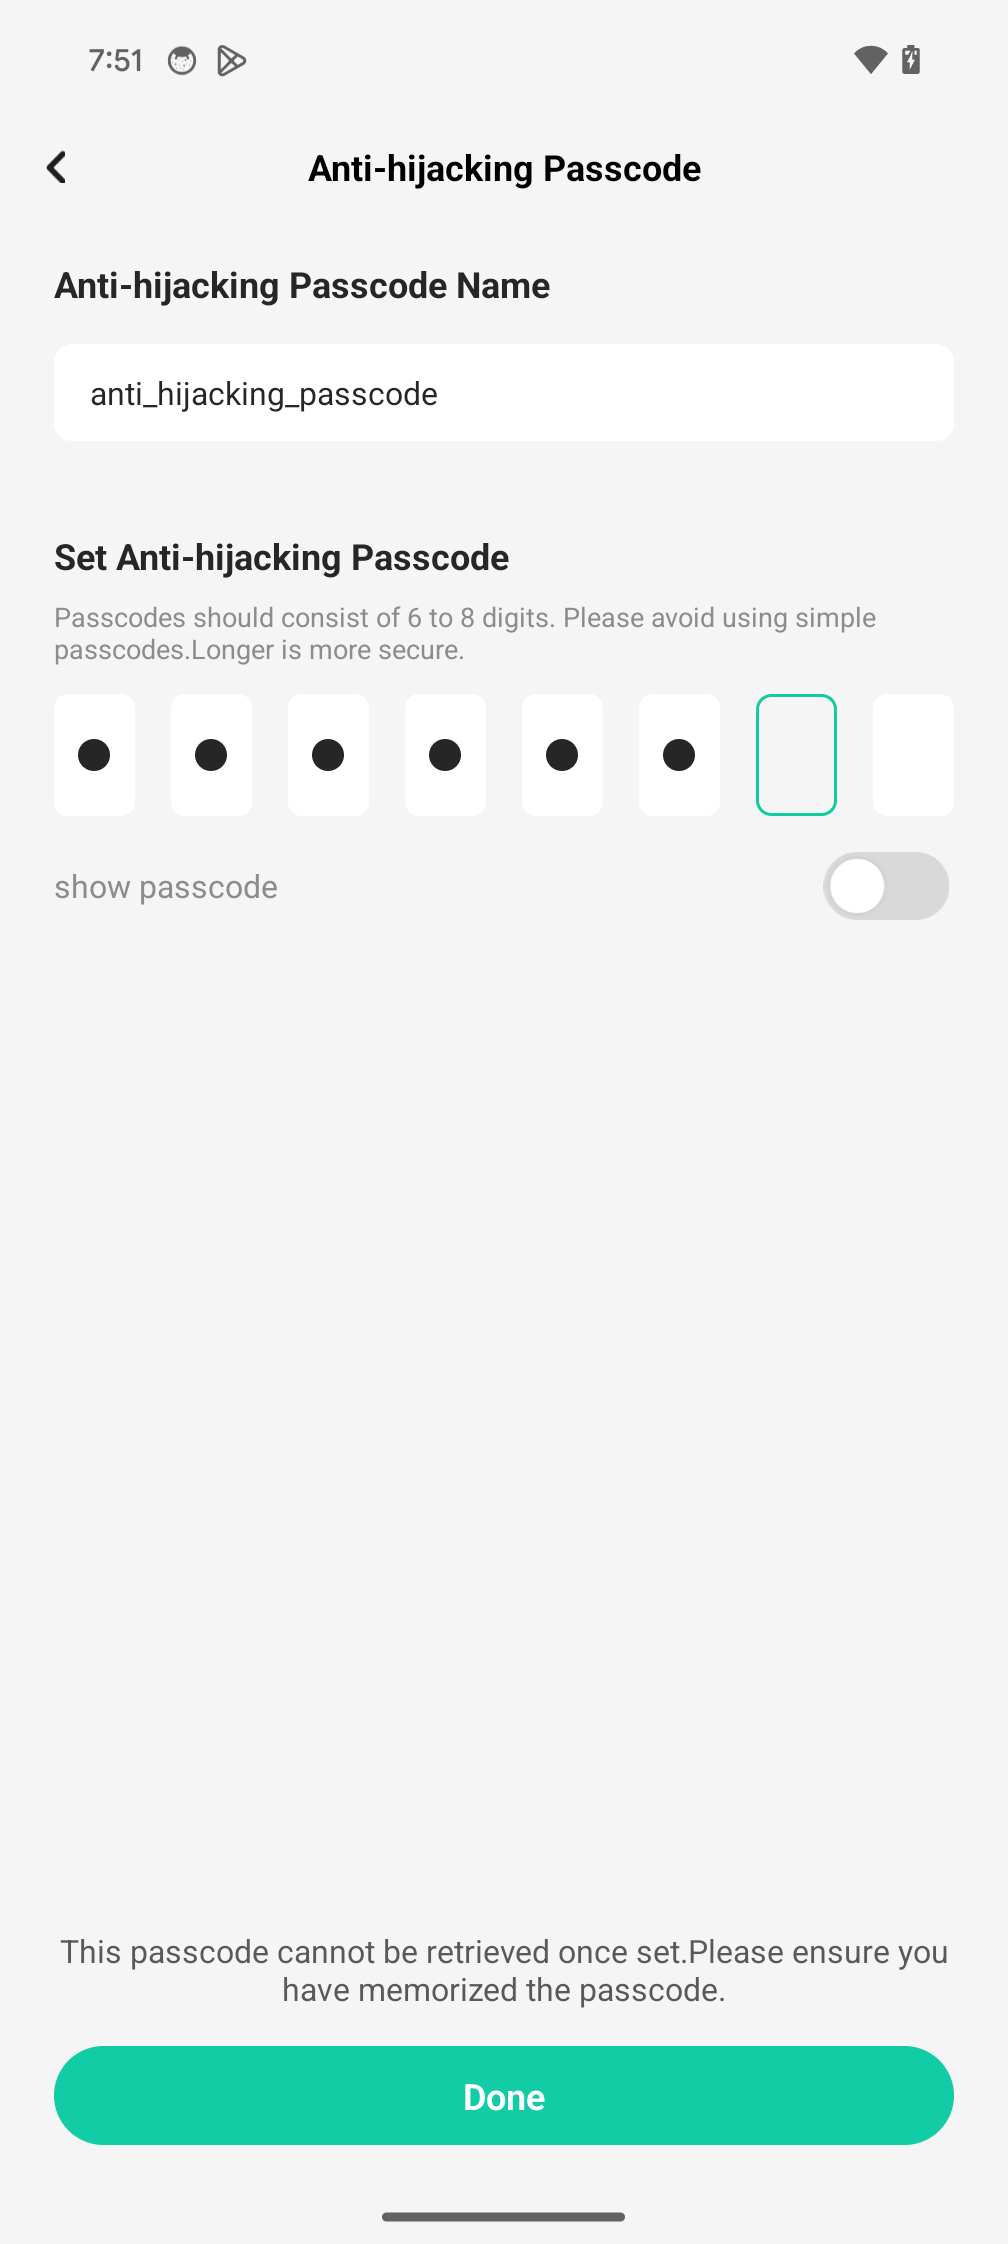 7:51
Anti-hijacking Passcode
Anti-hijacking Passcode Name
anti_hijacking_passcode
Set Anti-hijacking Passcode
Passcodes should consist of 6 to 8 digits. Please avoid using simple
passcodes.Longer is more secure.
show passcode
This passcode cannot be retrieved once set.Please ensure you
have memorized the passcode.
Done